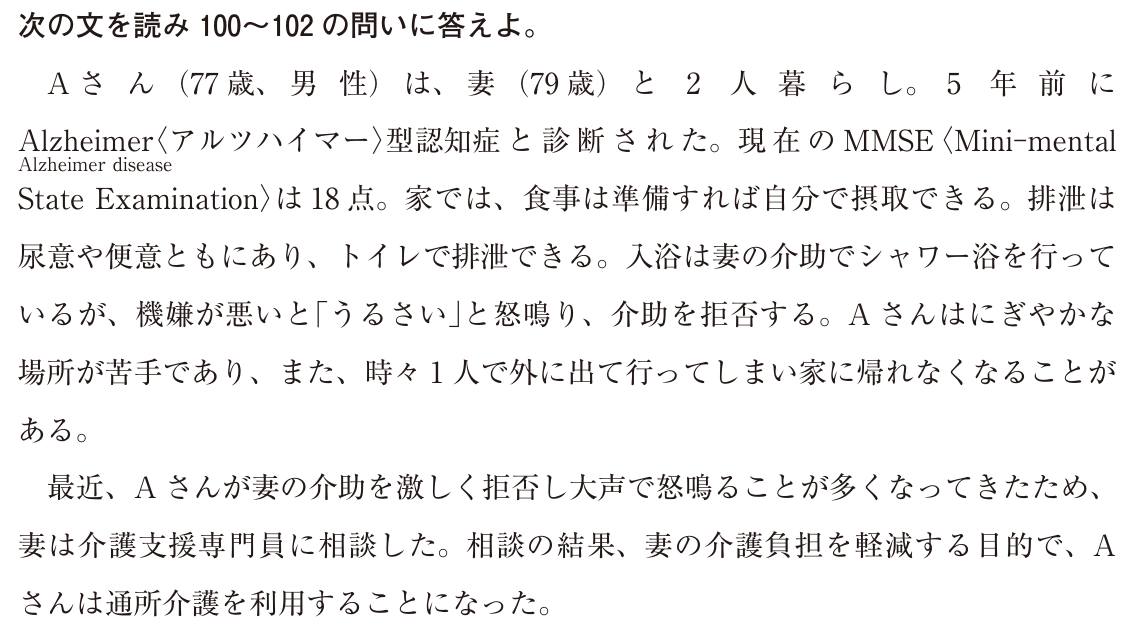 次の文を読み 100〜102 の問いに答えよ。
A さん（77 歳、男性）は、妻（79 歳）と 2 人暮らし。5 年前に
Alzheimer〈アルツハイマー〉型認知症と診断された。現在の MMSE〈Mini-mental
Alzheimer disease
State Examination〉は 18 点。家では、食事は準備すれば自分で摂取できる。排泄は
尿意や便意ともにあり、トイレで排泄できる。入浴は妻の介助でシャワー浴を行って
いるが、機嫌が悪いと「うるさい」と怒鳴り、介助を拒否する。A さんはにぎやかな
場所が苦手であり、また、時々 1 人で外に出て行ってしまい家に帰れなくなることが
ある。
最近、A さんが妻の介助を激しく拒否し大声で怒鳴ることが多くなってきたため、
妻は介護支援専門員に相談した。相談の結果、妻の介護負担を軽減する目的で、A
さんは通所介護を利用することになった。